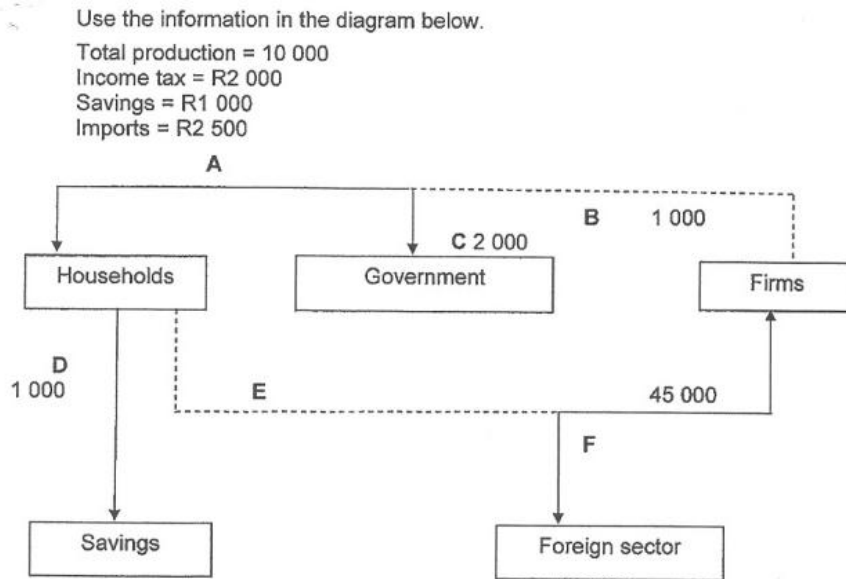 Use the information in the diagram below.
Total production = 10 000
Income tax = R2 000
Savings = R1 000
Imports = R2 500
A
B 1 000
C 2 000
Households
Government
Firms
D
1 000
E
45 000
F
Savings
Foreign sector